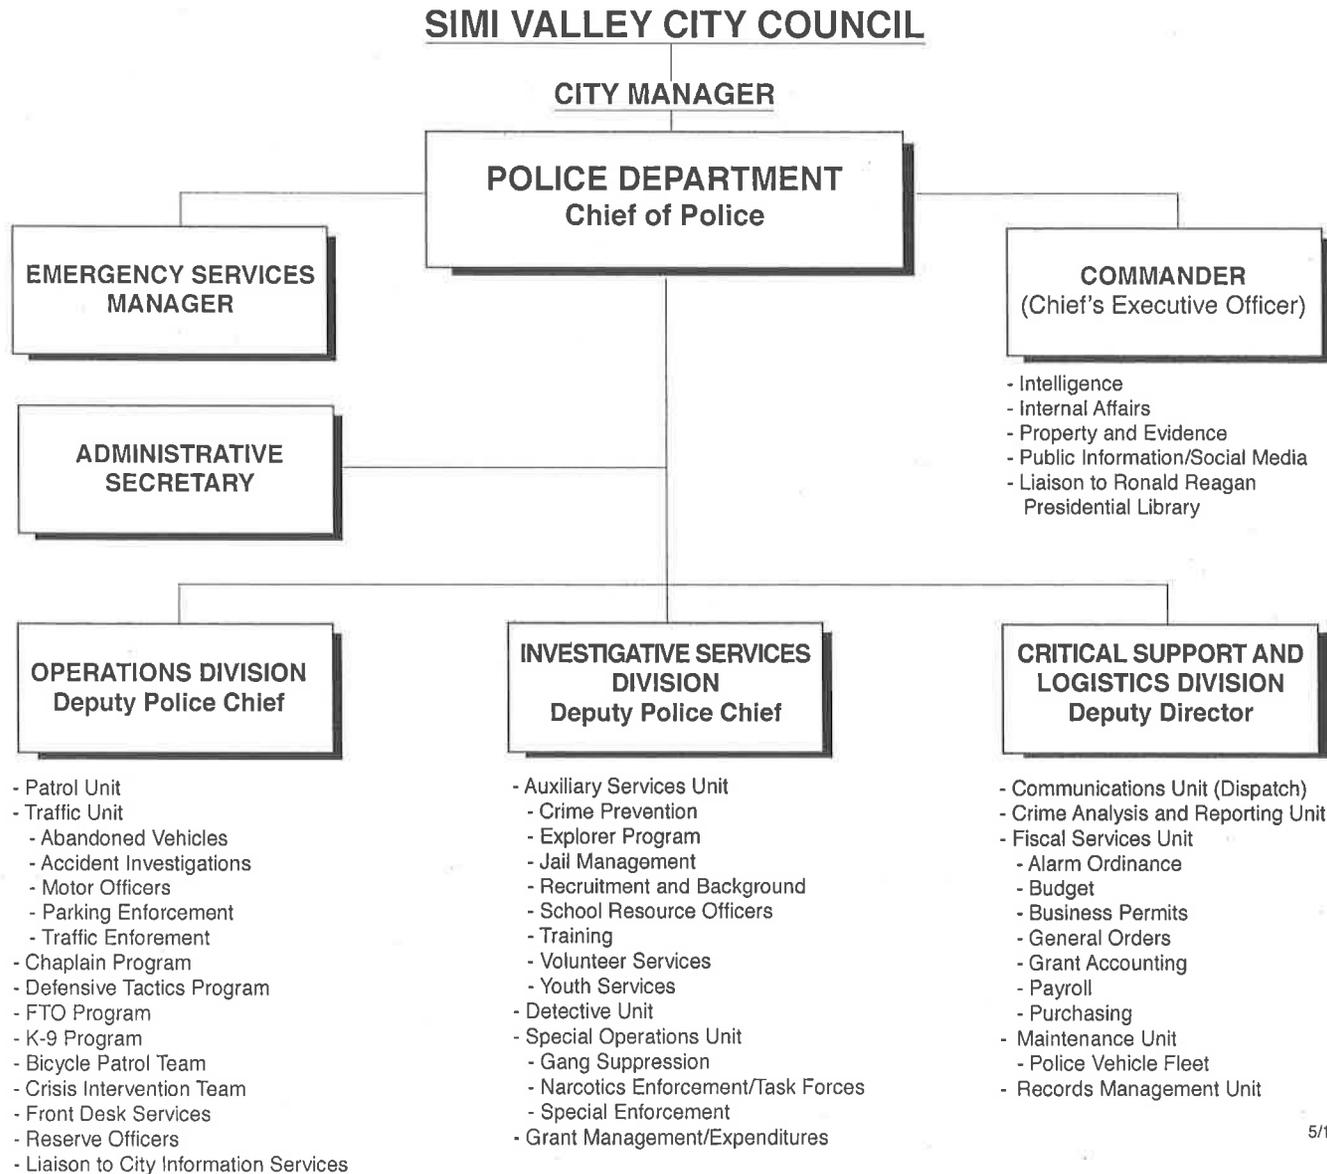 SIMI VALLEY CITY COUNCIL
CITY MANAGER
POLICE DEPARTMENT
Chief of Police
EMERGENCY SERVICES
MANAGER
COMMANDER
(Chief's Executive Officer)
- Intelligence
- Internal Affairs
- Property and Evidence
- Public Information/Social Media
- Liaison to Ronald Reagan
Presidential Library
ADMINISTRATIVE
SECRETARY
OPERATIONS DIVISION
Deputy Police Chief
- Patrol Unit
- Traffic Unit
- Abandoned Vehicles
- Accident Investigations
- Motor Officers
- Parking Enforcement
- Traffic Enforement
- Chaplain Program
- Defensive Tactics Program
- FTO Program
- K-9 Program
- Bicycle Patrol Team
- Crisis Intervention Team
- Front Desk Services
- Reserve Officers
- Liaison to City Information Services
INVESTIGATIVE SERVICES
DIVISION
Deputy Police Chief
- Auxiliary Services Unit
- Crime Prevention
- Explorer Program
- Jail Management
- Recruitment and Background
- School Resource Officers
- Training
- Volunteer Services
- Youth Services
- Detective Unit
- Special Operations Unit
- Gang Suppression
- Narcotics Enforcement/Task Forces
- Special Enforcement
- Grant Management/Expenditures
CRITICAL SUPPORT AND
LOGISTICS DIVISION
Deputy Director
- Communications Unit (Dispatch)
- Crime Analysis and Reporting Unit
- Fiscal Services Unit
- Alarm Ordinance
- Budget
- Business Permits
- General Orders
- Grant Accounting
- Payroll
- Purchasing
- Maintenance Unit
- Police Vehicle Fleet
- Records Management Unit
5/1